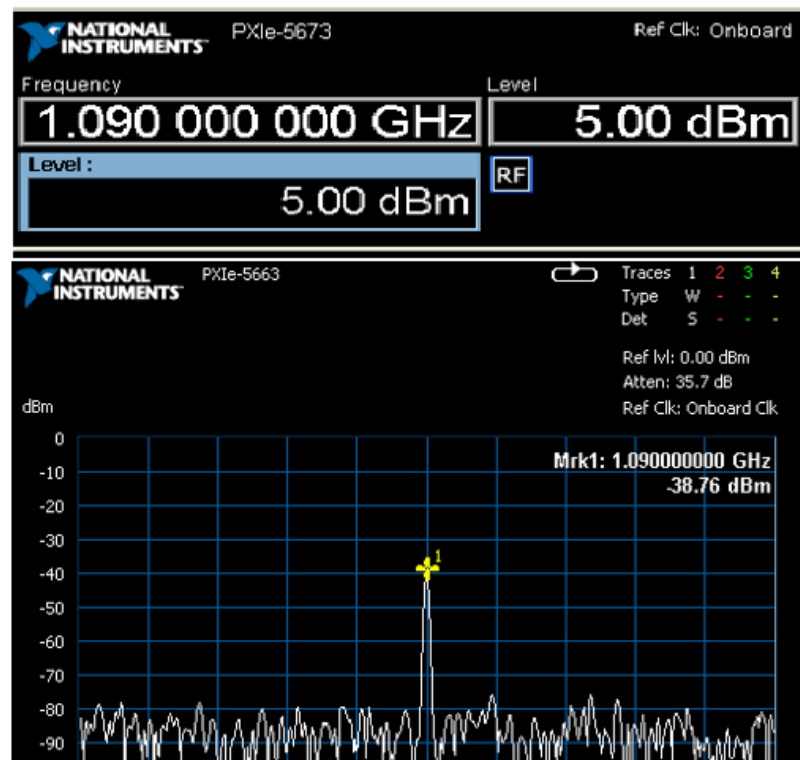 NATIONAL INSTRUMENTS PXIe-5673 Ref Clk: Onboard
Frequency Level
1.090 000 000 GHz 5.00 dBm
Level :
5.00 dBm
RF
NATIONAL INSTRUMENTS PXIe-5663
Traces 1 2 3 4
Type W - - -
Det S - - -
Ref lvl: 0.00 dBm
Atten: 35.7 dB
Ref Clk: Onboard Clk
dBm
0
Mrk1: 1.090000000 GHz
-38.76 dBm
-10
-20
-30
1
-40
-50
-60
-70
-80
-90